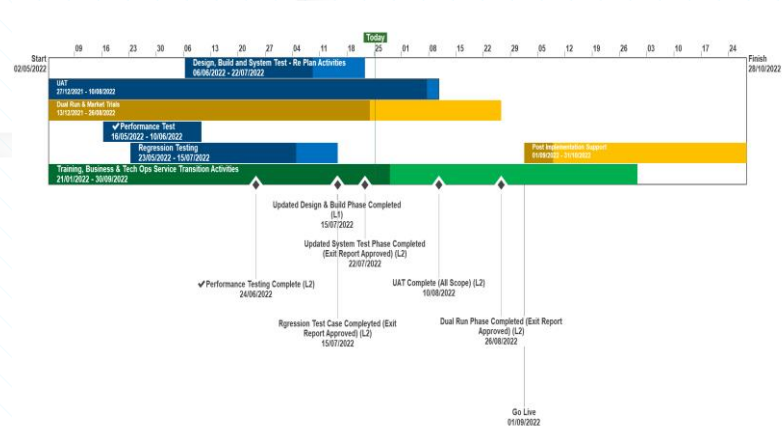 Today
09 16 23 30 06 13 20 27 04 11 18 25 01 08 15 22 29 05 12 19 26 03 10 17 24
Start
02/05/2022
Finish
28/10/2022
Design, Build and System Test - Re Plan Activities
06/06/2022 - 22/07/2022
UAT
27/12/2021 - 10/08/2022
Dual Run & Market Trials
13/12/2021 - 26/08/2022
✔Performance Test
16/05/2022 - 10/06/2022
Regression Testing
23/05/2022 - 15/07/2022
Post Implementation Support
01/09/2022 - 31/10/2022
Training, Business & Tech Ops Service Transition Activities
21/01/2022 - 30/09/2022
Updated Design & Build Phase Completed
(L1)
15/07/2022
Updated System Test Phase Completed
(Exit Report Approved) (L2)
22/07/2022
✔Performance Testing Complete (L2)
24/06/2022
UAT Complete (All Scope) (L2)
10/08/2022
Rgression Test Case Compleyted (Exit
Report Approved) (L2)
15/07/2022
Dual Run Phase Completed (Exit Report
Approved) (L2)
26/08/2022
Go Live
01/09/2022